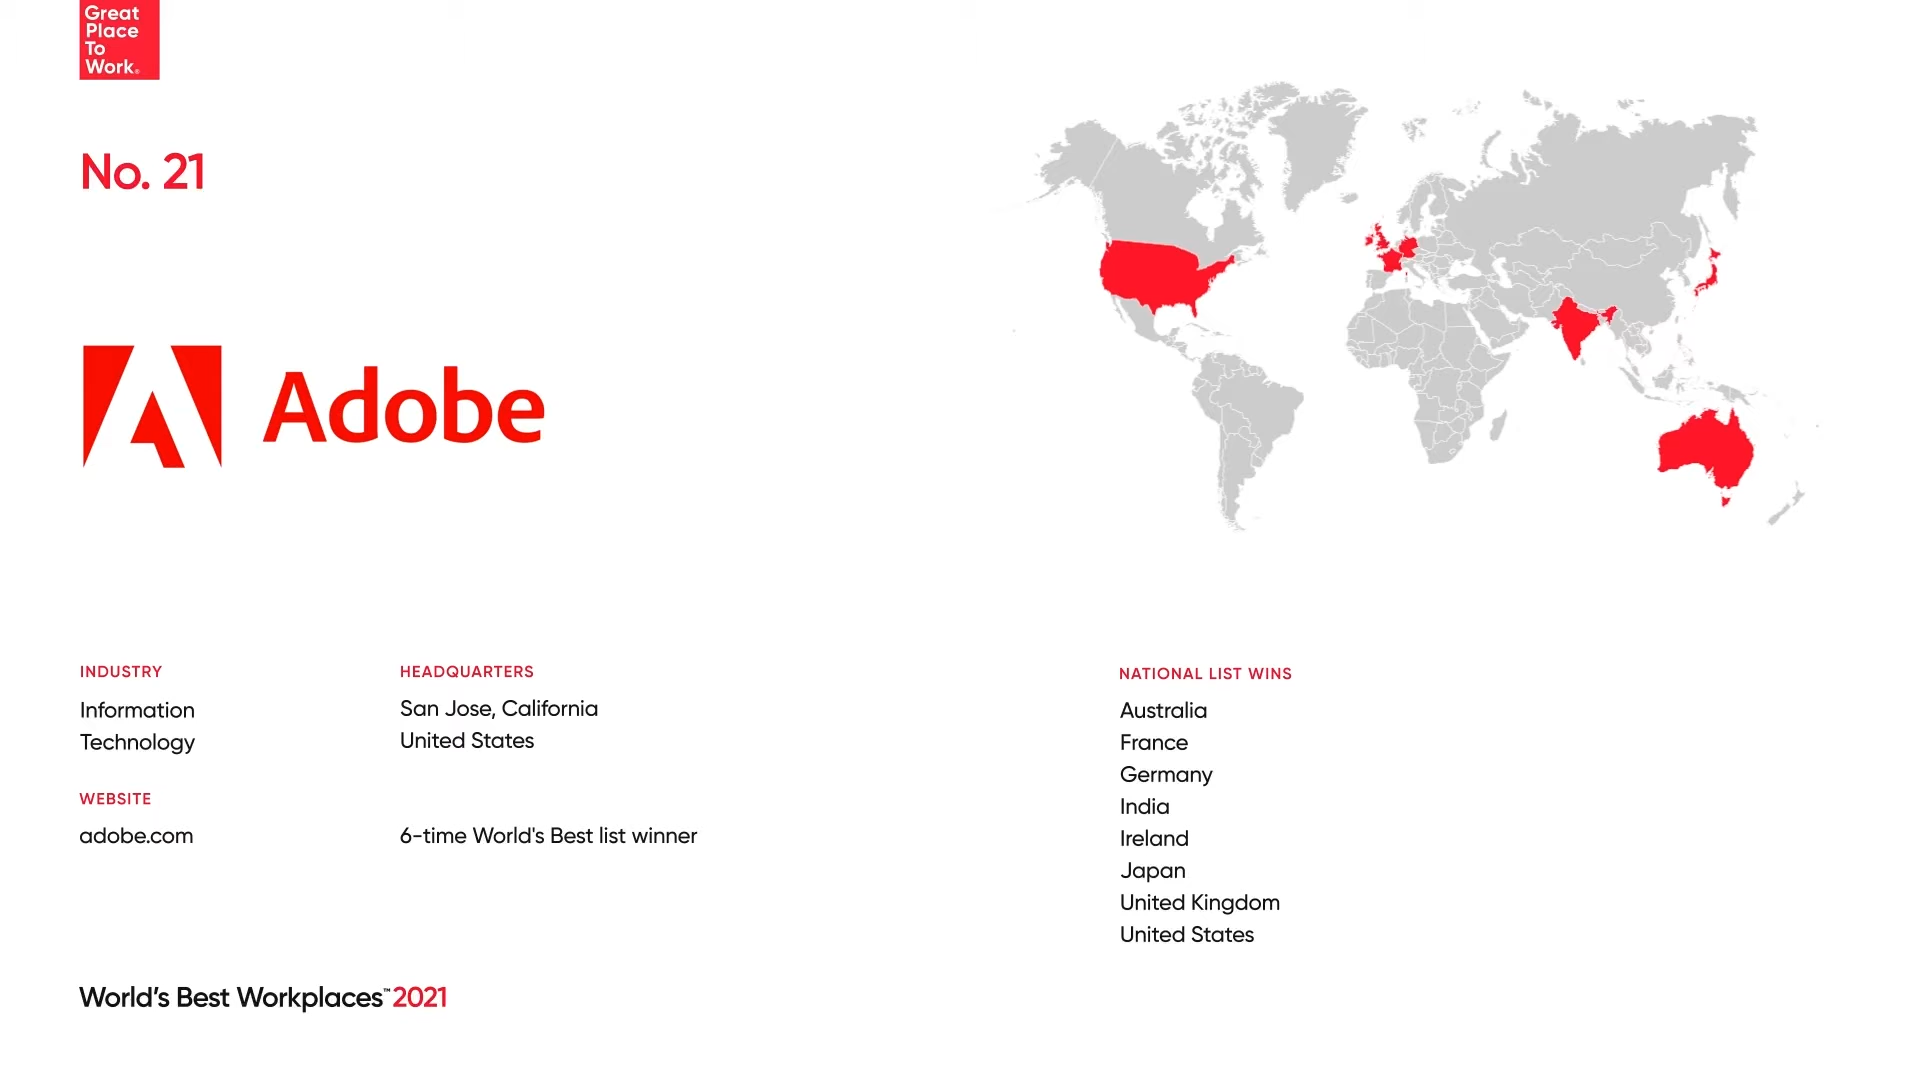 Great
Place
To
Work®
No. 21
Adobe
INDUSTRY
Information
Technology
HEADQUARTERS
San Jose, California
United States
WEBSITE
adobe.com
6-time World's Best list winner
NATIONAL LIST WINS
Australia
France
Germany
India
Ireland
Japan
United Kingdom
United States
World’s Best Workplaces™ 2021